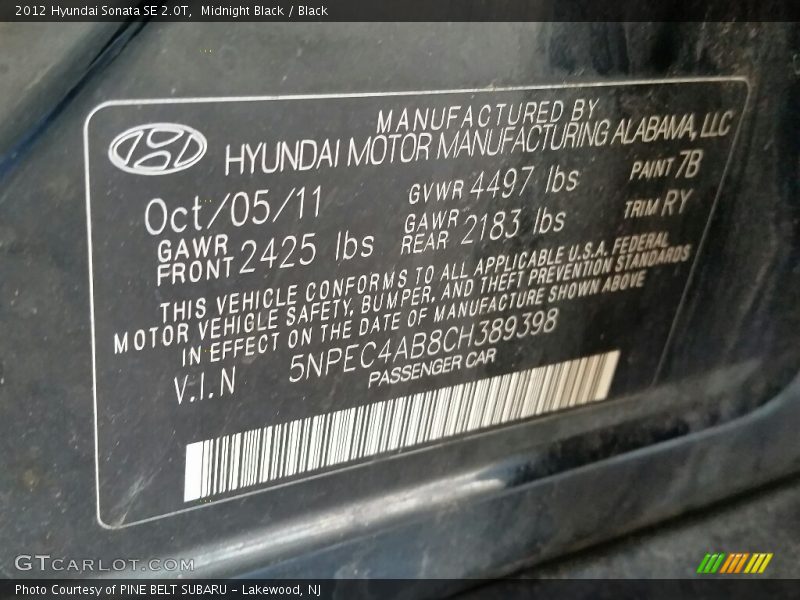 2012 Hyundai Sonata SE 2.0T,  Midnight Black / Black
MANUFACTURED BY
HYUNDAI MOTOR MANUFACTURING ALABAMA, LLC
Oct/05/11 GVWR 4497 lbs PAINT 7B
GAWR FRONT 2425 lbs GAWR REAR 2183 lbs TRIM RY
THIS VEHICLE CONFORMS TO ALL APPLICABLE U.S.A. FEDERAL
MOTOR VEHICLE SAFETY, BUMPER, AND THEFT PREVENTION STANDARDS
IN EFFECT ON THE DATE OF MANUFACTURE SHOWN ABOVE
V.I.N 5NPEC4AB8CH389398
PASSENGER CAR
GTCARLOT.COM
Photo Courtesy of PINE BELT SUBARU – Lakewood, NJ